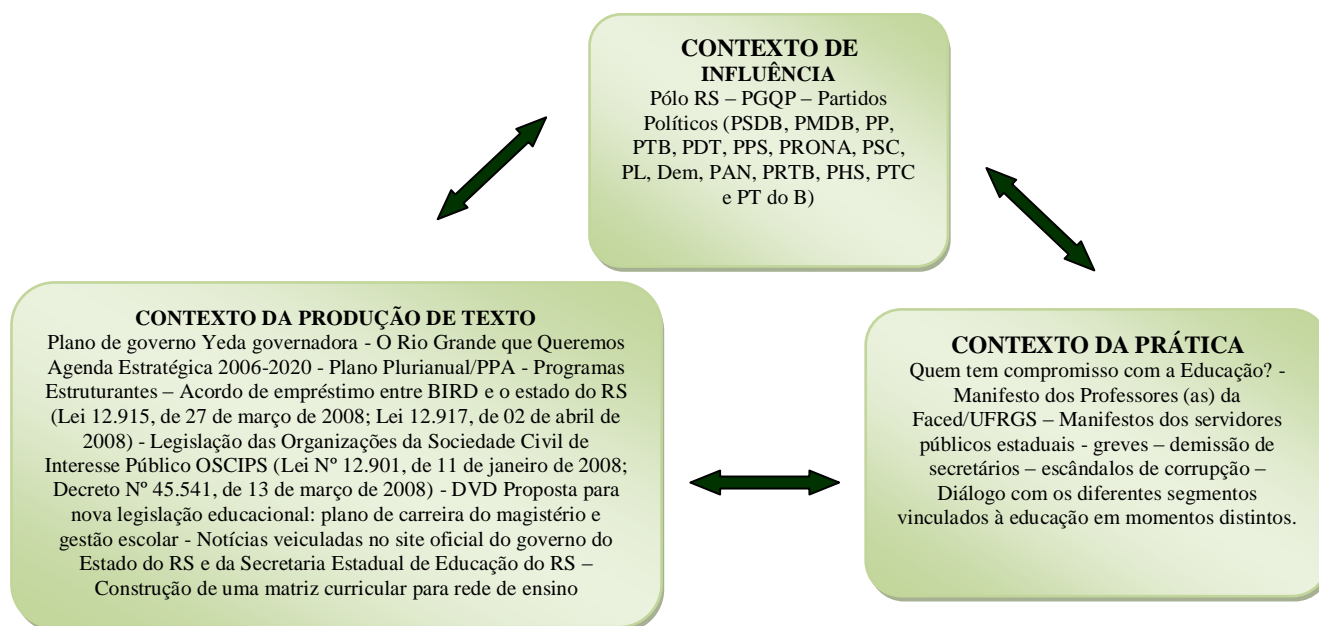 CONTEXTO DE
INFLUÊNCIA
Pólo RS – PGQP – Partidos
Políticos (PSDB, PMDB, PP,
PTB, PDT, PPS, PRONA, PSC,
PL, Dem, PAN, PRTB, PHS, PTC
e PT do B)
CONTEXTO DA PRODUÇÃO DE TEXTO
Plano de governo Yeda governadora - O Rio Grande que Queremos
Agenda Estratégica 2006-2020 - Plano Plurianual/PPA - Programas
Estruturantes – Acordo de empréstimo entre BIRD e o estado do RS
(Lei 12.915, de 27 de março de 2008; Lei 12.917, de 02 de abril de
2008) - Legislação das Organizações da Sociedade Civil de
Interesse Público OSCIPS (Lei Nº 12.901, de 11 de janeiro de 2008;
Decreto Nº 45.541, de 13 de março de 2008) - DVD Proposta para
nova legislação educacional: plano de carreira do magistério e
gestão escolar - Notícias veiculadas no site oficial do governo do
Estado do RS e da Secretaria Estadual de Educação do RS –
Construção de uma matriz curricular para rede de ensino
CONTEXTO DA PRÁTICA
Quem tem compromisso com a Educação? -
Manifesto dos Professores (as) da
Faced/UFRGS – Manifestos dos servidores
públicos estaduais - greves – demissão de
secretários – escândalos de corrupção –
Diálogo com os diferentes segmentos
vinculados à educação em momentos distintos.